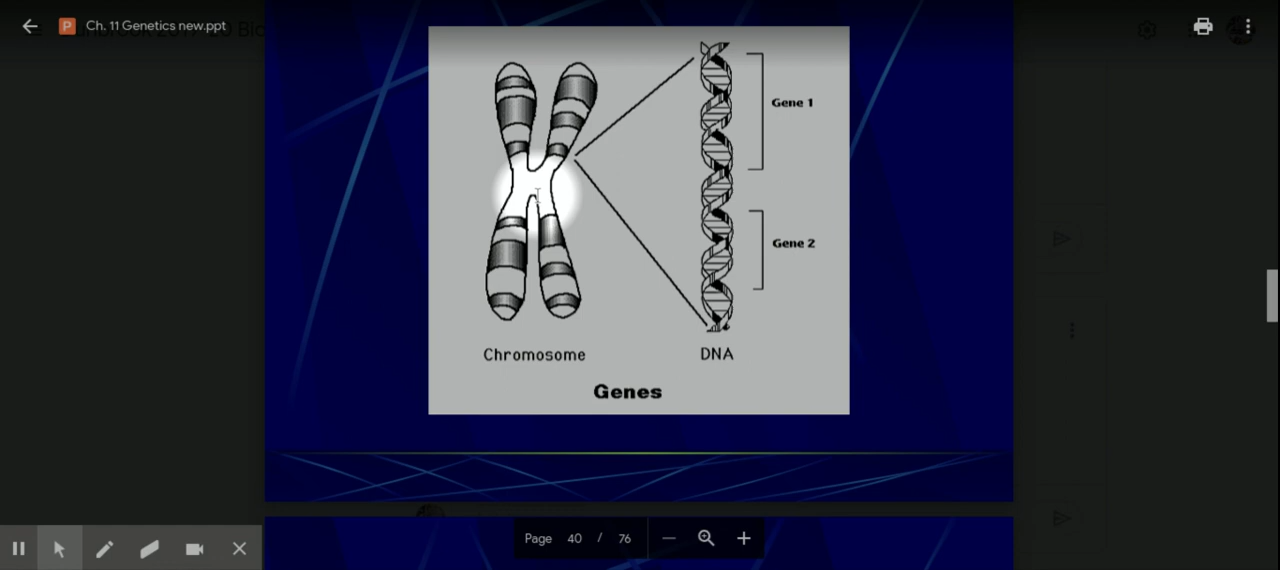 Ch. 11 Genetics new.ppt
Gene 1
Gene 2
Chromosome
DNA
Genes
Page 40 / 76